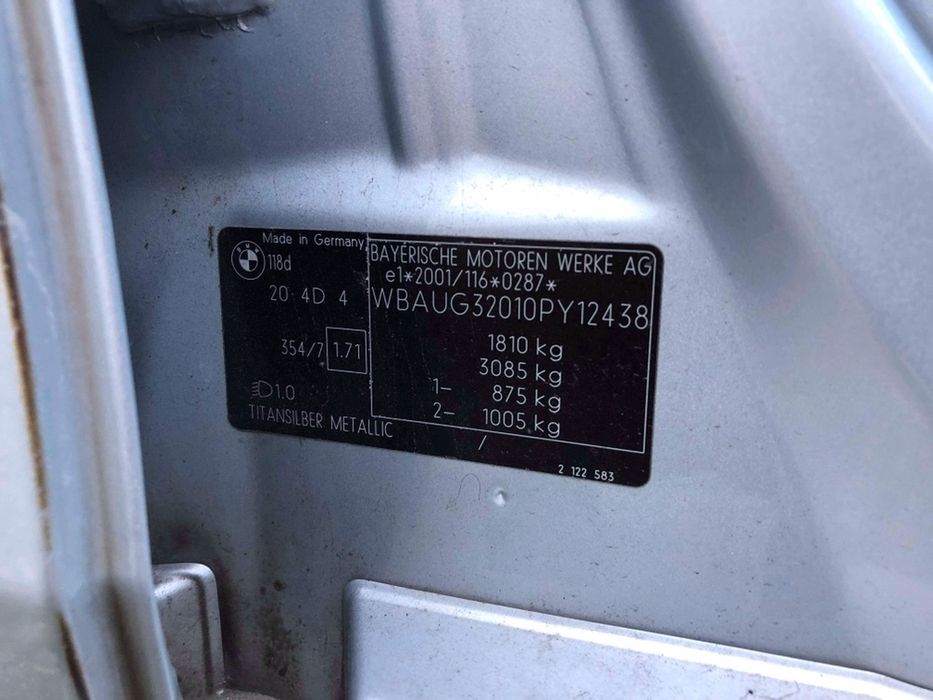 Made in Germany
BMW
118d
20 4D 4
354/7 1.71
1.0
TITANSILBER METALLIC
BAYERISCHE MOTOREN WERKE AG
e1*2001/116*0287*
WBAUG32010PY12438
1810 kg
3085 kg
1- 875 kg
2- 1005 kg
/
2 122 583